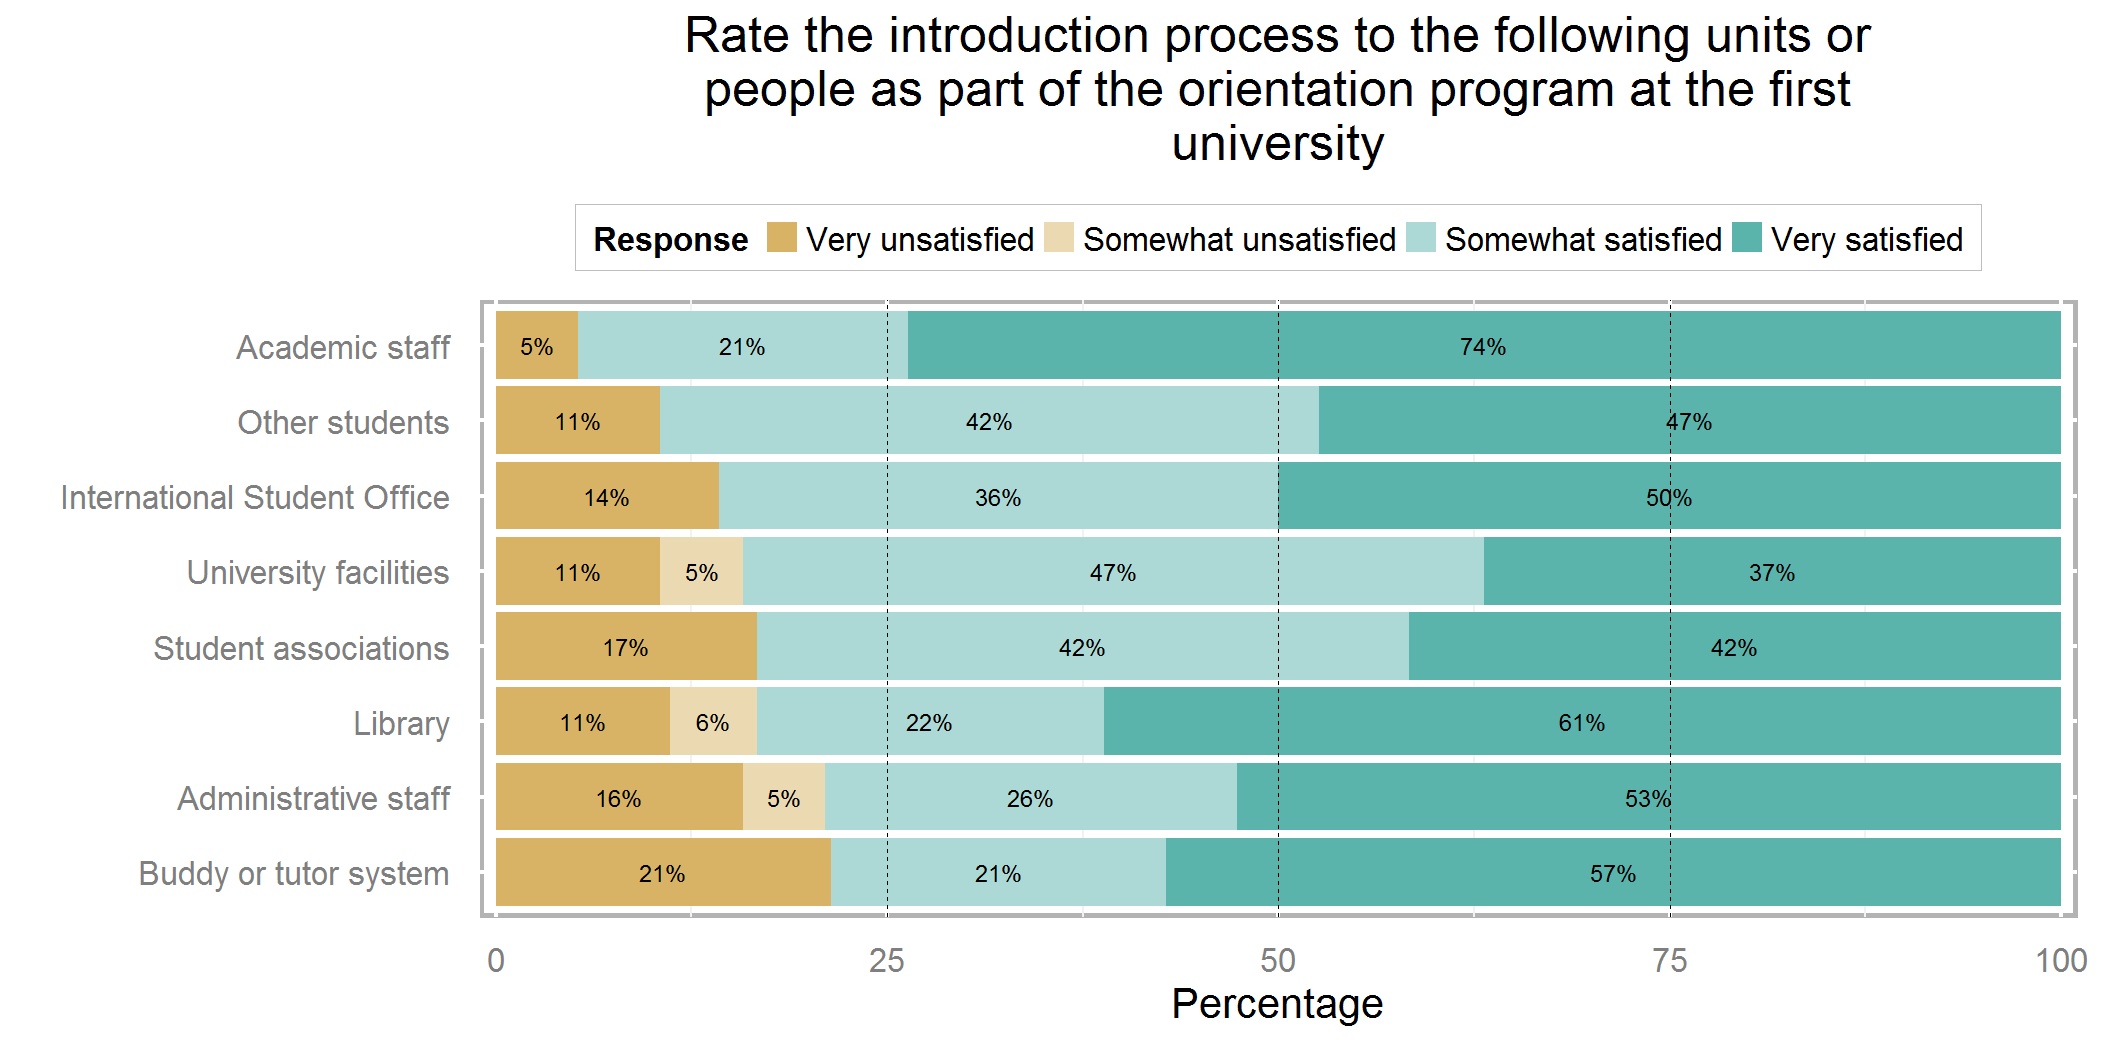 Rate the introduction process to the following units or
people as part of the orientation program at the first
university
Response Very unsatisfied Somewhat unsatisfied Somewhat satisfied Very satisfied
Academic staff 5% 21% 74%
Other students 11% 42% 47%
International Student Office 14% 36% 50%
University facilities 11% 5% 47% 37%
Student associations 17% 42% 42%
Library 11% 6% 22% 61%
Administrative staff 16% 5% 26% 53%
Buddy or tutor system 21% 21% 57%
0 25 50 75 100
Percentage